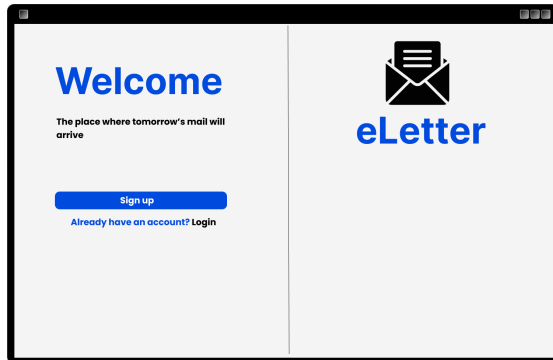 Welcome
The place where tomorrow's mail will
arrive
Sign up
Already have an account? Login
eLetter